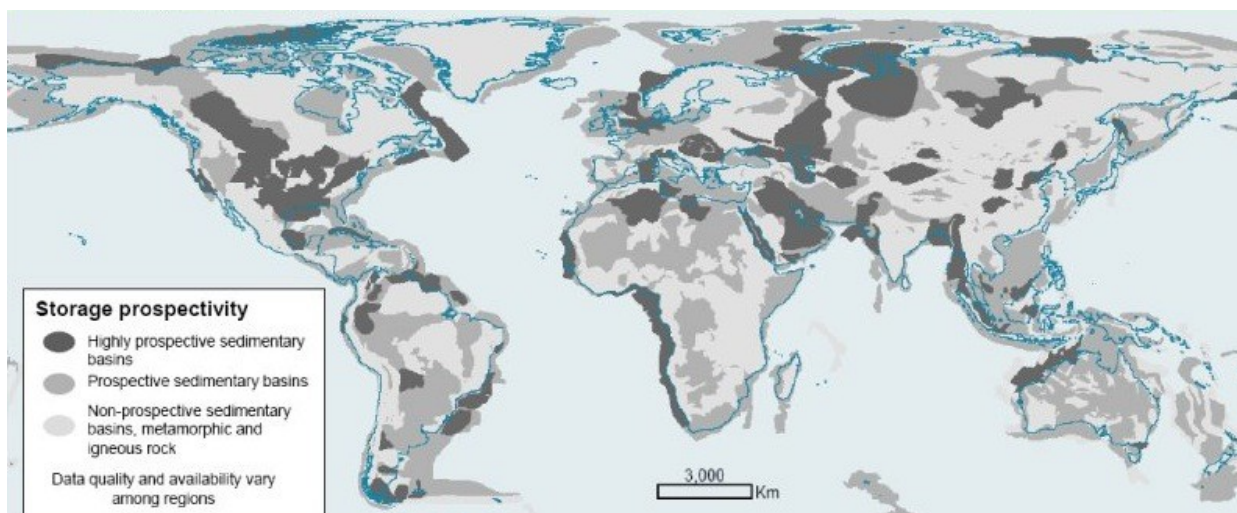 Storage prospectivity
Highly prospective sedimentary
basins
Prospective sedimentary basins
Non-prospective sedimentary
basins, metamorphic and
igneous rock
Data quality and availability vary
among regions
3,000
Km